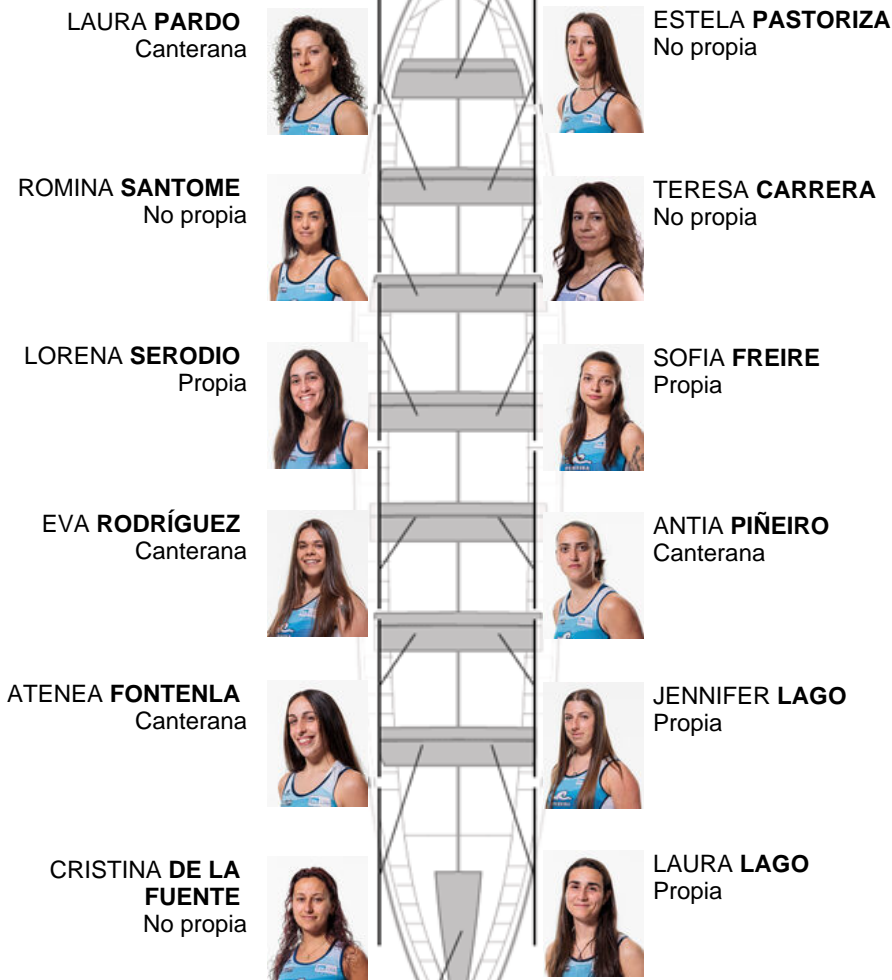 LAURA PARDO
Canterana
ESTELA PASTORIZA
No propia
ROMINA SANTOME
No propia
TERESA CARRERA
No propia
LORENA SERODIO
Propia
SOFIA FREIRE
Propia
EVA RODRÍGUEZ
Canterana
ANTIA PIÑEIRO
Canterana
ATENEA FONTENLA
Canterana
JENNIFER LAGO
Propia
CRISTINA DE LA
FUENTE
No propia
LAURA LAGO
Propia